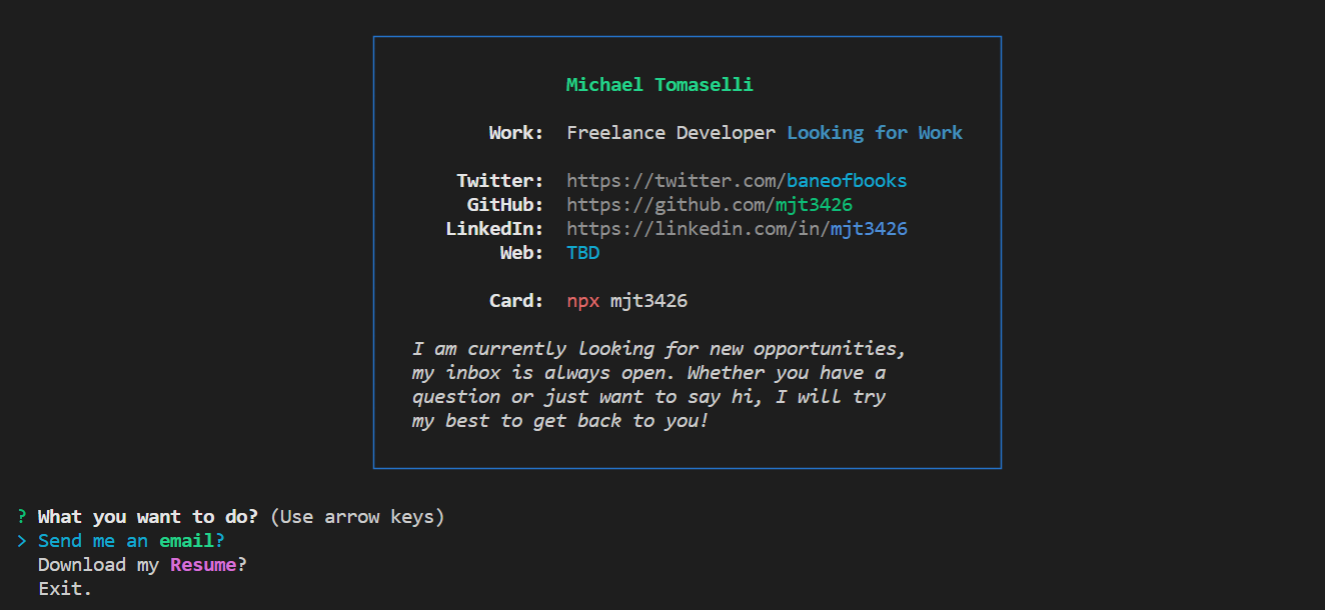 Michael Tomaselli
Work: Freelance Developer Looking for Work
Twitter: https://twitter.com/baneofbooks
GitHub: https://github.com/mjt3426
LinkedIn: https://linkedin.com/in/mjt3426
Web: TBD
Card: npx mjt3426
I am currently looking for new opportunities,
my inbox is always open. Whether you have a
question or just want to say hi, I will try
my best to get back to you!
? What you want to do? (Use arrow keys)
> Send me an email?
Download my Resume?
Exit.